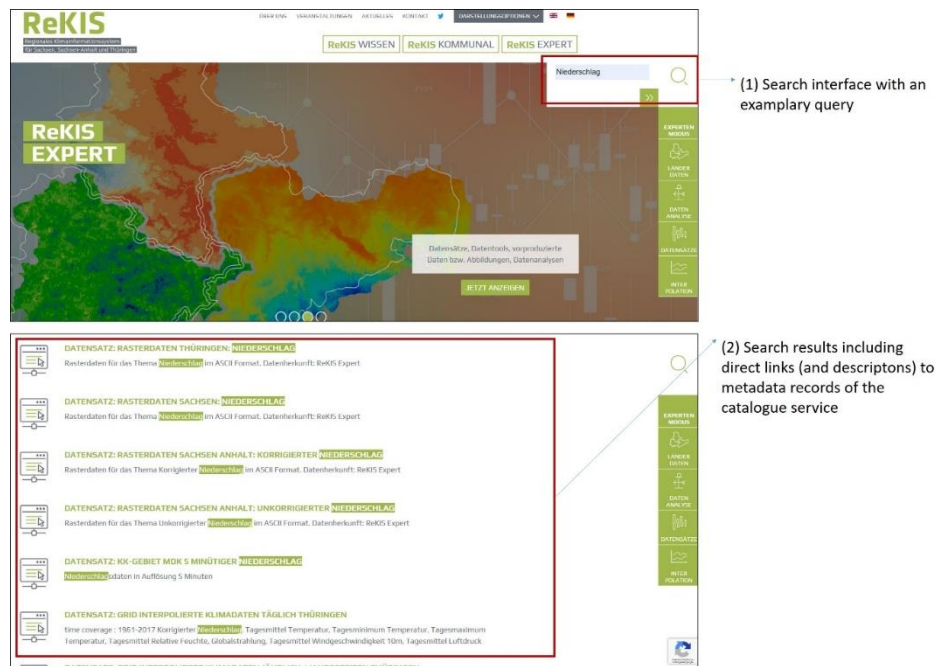 ReKIS
Regionales Klimainformationssystem
für Sachsen, Sachsen-Anhalt und Thüringen
ÜBER UNS VERANSTALTUNGEN AKTUELLES KONTAKT DARSTELLUNGSOPTIONEN
ReKIS WISSEN ReKIS KOMMUNAL ReKIS EXPERT
Niederschlag
»
(1) Search interface with an
examplary query
ReKIS
EXPERT
EXPERTEN
MODUS
LÄNDER
DATEN
DATEN
ANALYSE
DATENSÄTZE
INTER
POLATION
Datensätze, Datentools, vorproduzierte
Daten bzw. Abbildungen, Datenanalysen
JETZT ANZEIGEN
DATENSATZ: RASTERDATEN THÜRINGEN: NIEDERSCHLAG
Rasterdaten für das Thema Niederschlag im ASCII Format. Datenherkunft: ReKIS Expert
DATENSATZ: RASTERDATEN SACHSEN: NIEDERSCHLAG
Rasterdaten für das Thema Niederschlag im ASCII Format. Datenherkunft: ReKIS Expert
DATENSATZ: RASTERDATEN SACHSEN ANHALT: KORRIGIERTER NIEDERSCHLAG
Rasterdaten für das Thema Korrigierter Niederschlag im ASCII Format. Datenherkunft: ReKIS Expert
DATENSATZ: RASTERDATEN SACHSEN ANHALT: UNKORRIGIERTER NIEDERSCHLAG
Rasterdaten für das Thema Unkorrigierter Niederschlag im ASCII Format. Datenherkunft: ReKIS Expert
DATENSATZ: KK-GEBIET MDK 5 MINÜTIGER NIEDERSCHLAG
Niederschlagsdaten in Auflösung 5 Minuten
DATENSATZ: GRID INTERPOLIERTE KLIMADATEN TÄGLICH THÜRINGEN
time coverage : 1961-2017 Korrigierter Niederschlag, Tagesmittel Temperatur, Tagesminimum Temperatur, Tagesmaximum
Temperatur, Tagesmittel Relative Feuchte, Globalstrahlung, Tagesmittel Windgeschwindigkeit 10m, Tagesmittel Luftdruck
EXPERTEN
MODUS
LÄNDER
DATEN
DATEN
ANALYSE
DATENSÄTZE
INTER
POLATION
(2) Search results including
direct links (and descriptons) to
metadata records of the
catalogue service